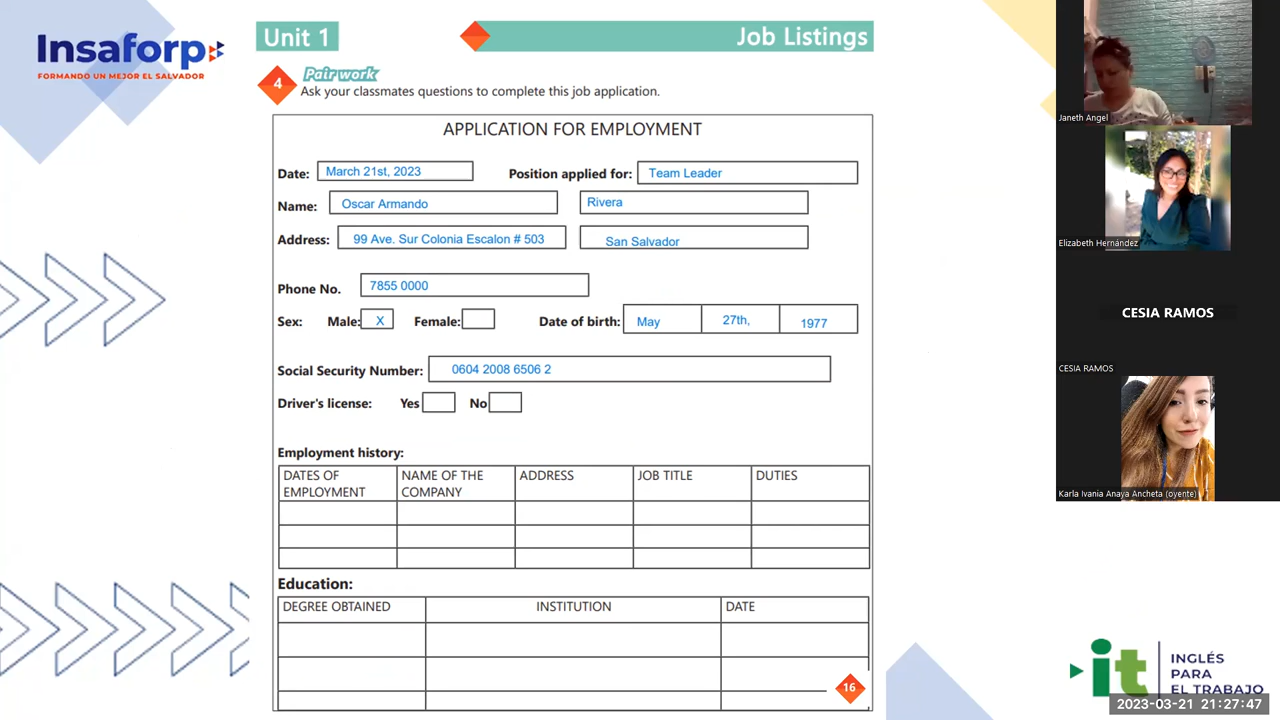 Insaforp
FORMANDO UN MEJOR EL SALVADOR
Unit 1
Job Listings
4
Pair work
Ask your classmates questions to complete this job application.
APPLICATION FOR EMPLOYMENT
Date: March 21st, 2023 Position applied for: Team Leader
Name: Oscar Armando Rivera
Address: 99 Ave. Sur Colonia Escalon # 503 San Salvador
Phone No. 7855 0000
Sex: Male: X Female: Date of birth: May 27th, 1977
Social Security Number: 0604 2008 6506 2
Driver's license: Yes No
Employment history:
DATES OF EMPLOYMENT NAME OF THE COMPANY ADDRESS JOB TITLE DUTIES
Education:
DEGREE OBTAINED INSTITUTION DATE
16
Janeth Angel
Elizabeth Hernández
CESIA RAMOS
CESIA RAMOS
Karla Ivania Anaya Ancheta (oyente)
it
INGLÉS
PARA
EL TRABAJO
2023-03-21 21:27:47